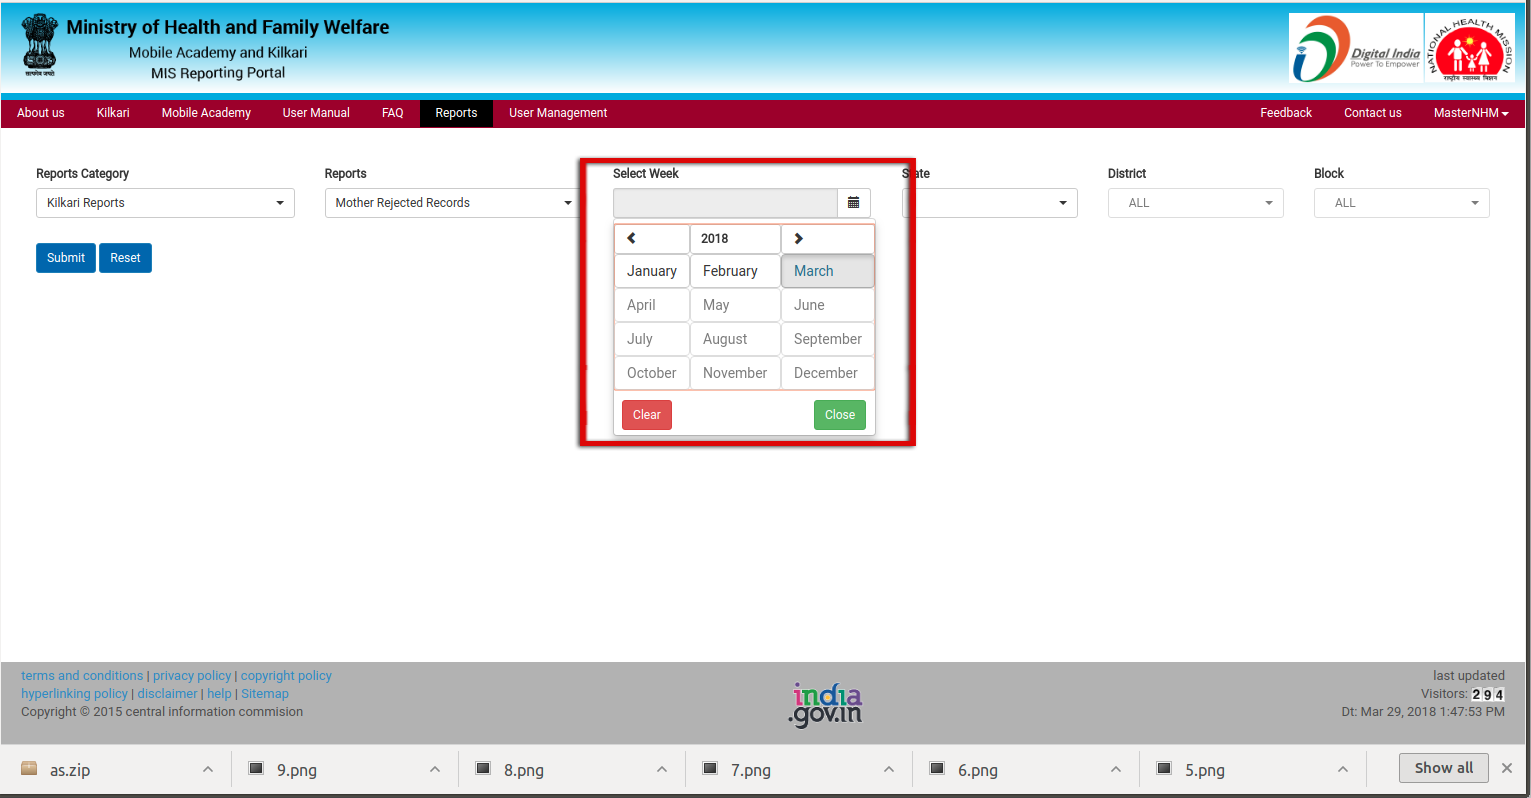 Ministry of Health and Family Welfare
Mobile Academy and Kilkari
MIS Reporting Portal
सत्यमेव जयते
Digital India
Power To Empower
NATIONAL HEALTH MISSION
राष्ट्रीय स्वास्थ्य मिशन
About us Kilkari Mobile Academy User Manual FAQ Reports User Management Feedback Contact us MasterNHM
Reports Category Reports Select Week State District Block
Kilkari Reports Mother Rejected Records ALL ALL
Submit Reset
2018
January February March
April May June
July August September
October November December
Clear Close
terms and conditions | privacy policy | copyright policy
hyperlinking policy | disclaimer | help | Sitemap
Copyright © 2015 central information commision
india
.gov.in
last updated
Visitors: 294
Dt: Mar 29, 2018 1:47:53 PM
as.zip 9.png 8.png 7.png 6.png 5.png Show all